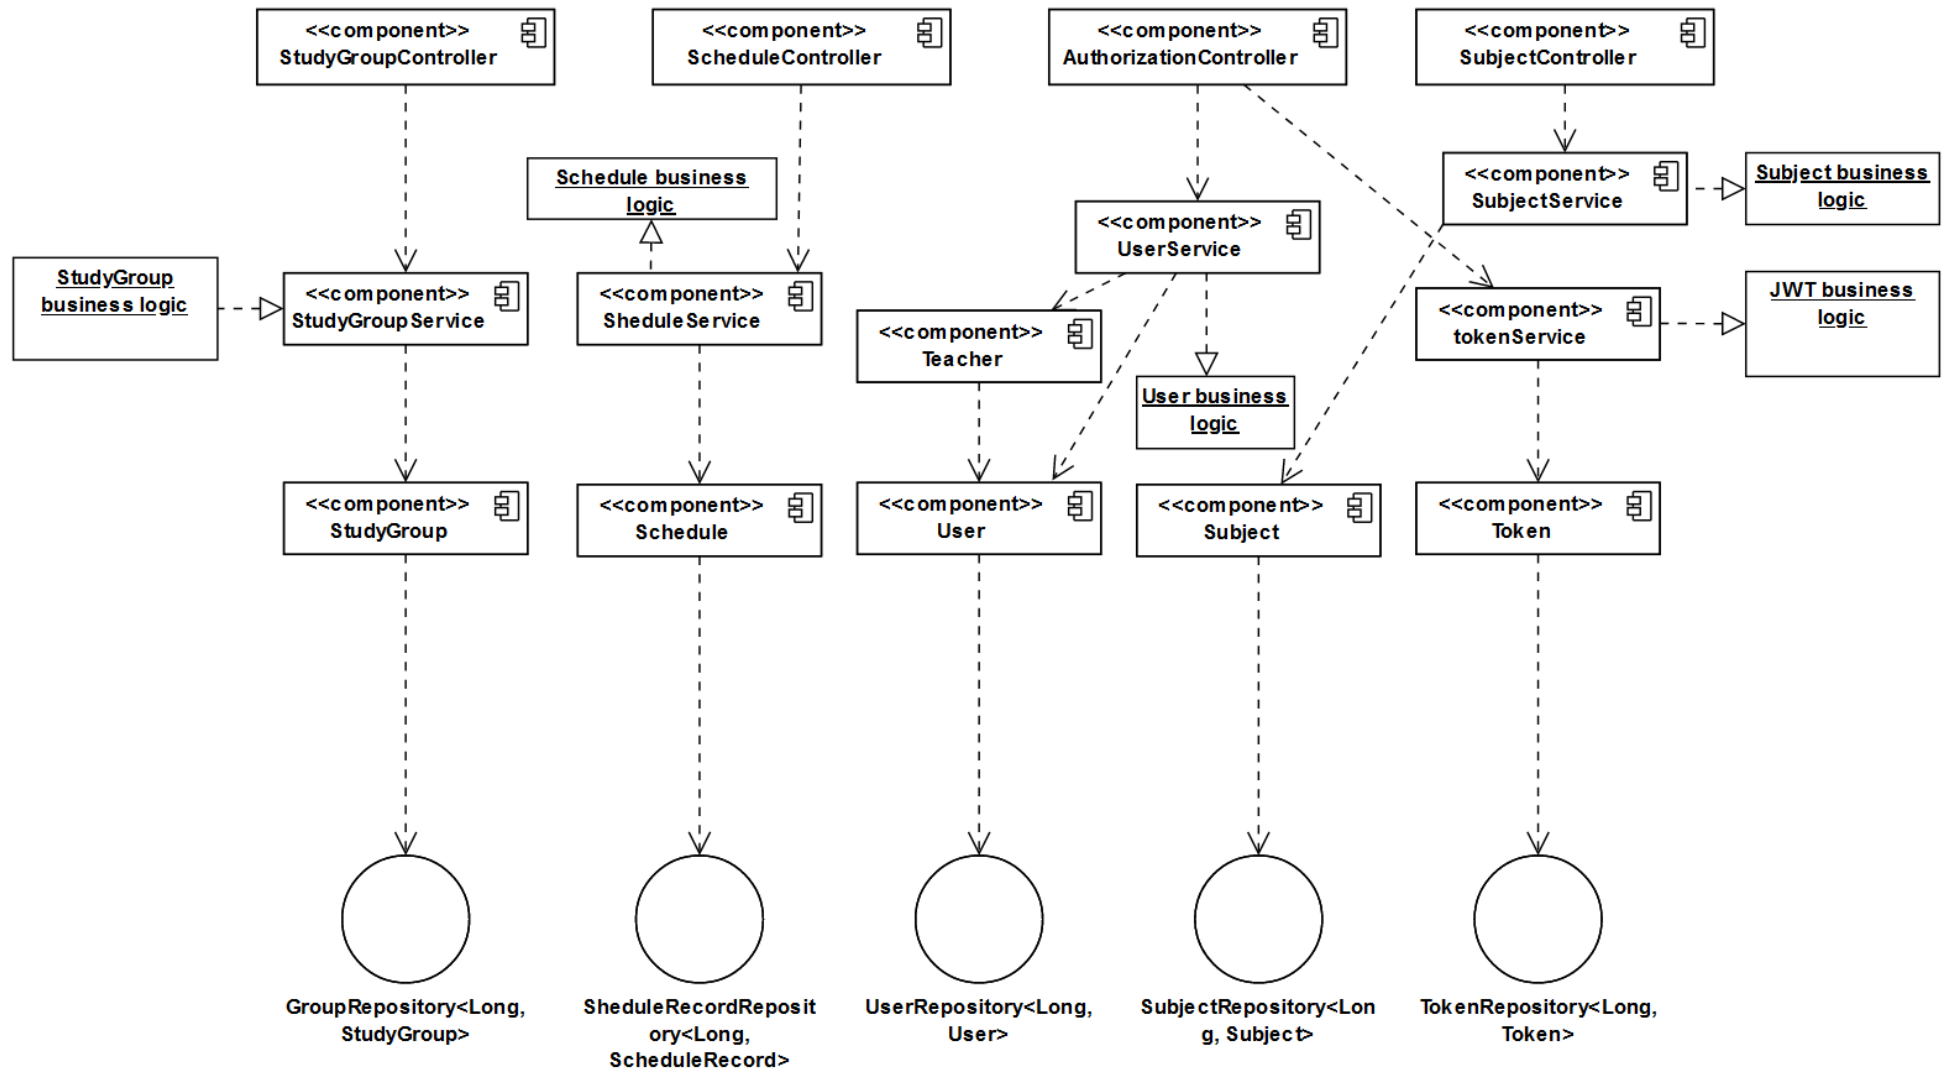 <<component>>
StudyGroupController
<<component>>
ScheduleController
<<component>>
AuthorizationController
<<component>>
SubjectController
Schedule business
logic
<<component>>
SubjectService
Subject business
logic
<<component>>
UserService
StudyGroup
business logic
<<component>>
StudyGroupService
<<component>>
SheduleService
<<component>>
Teacher
<<component>>
tokenService
JWT business
logic
User business
logic
<<component>>
StudyGroup
<<component>>
Schedule
<<component>>
User
<<component>>
Subject
<<component>>
Token
GroupRepository<Long,
StudyGroup>
SheduleRecordReposit
ory<Long,
ScheduleRecord>
UserRepository<Long,
User>
SubjectRepository<Lon
g, Subject>
TokenRepository<Long,
Token>